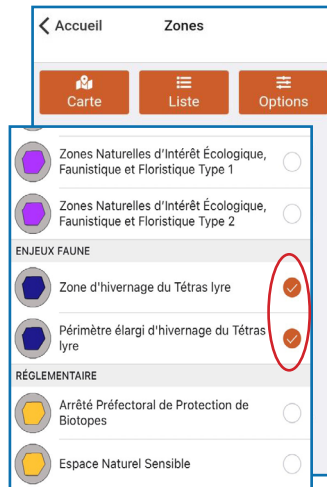 Accueil
Zones
Carte
Liste
Options
Zones Naturelles d'Intérêt Écologique,
Faunistique et Floristique Type 1
Zones Naturelles d'Intérêt Écologique,
Faunistique et Floristique Type 2
ENJEUX FAUNE
Zone d'hivernage du Tétras lyre
Périmètre élargi d'hivernage du Tétras
lyre
RÉGLEMENTAIRE
Arrêté Préfectoral de Protection de
Biotopes
Espace Naturel Sensible